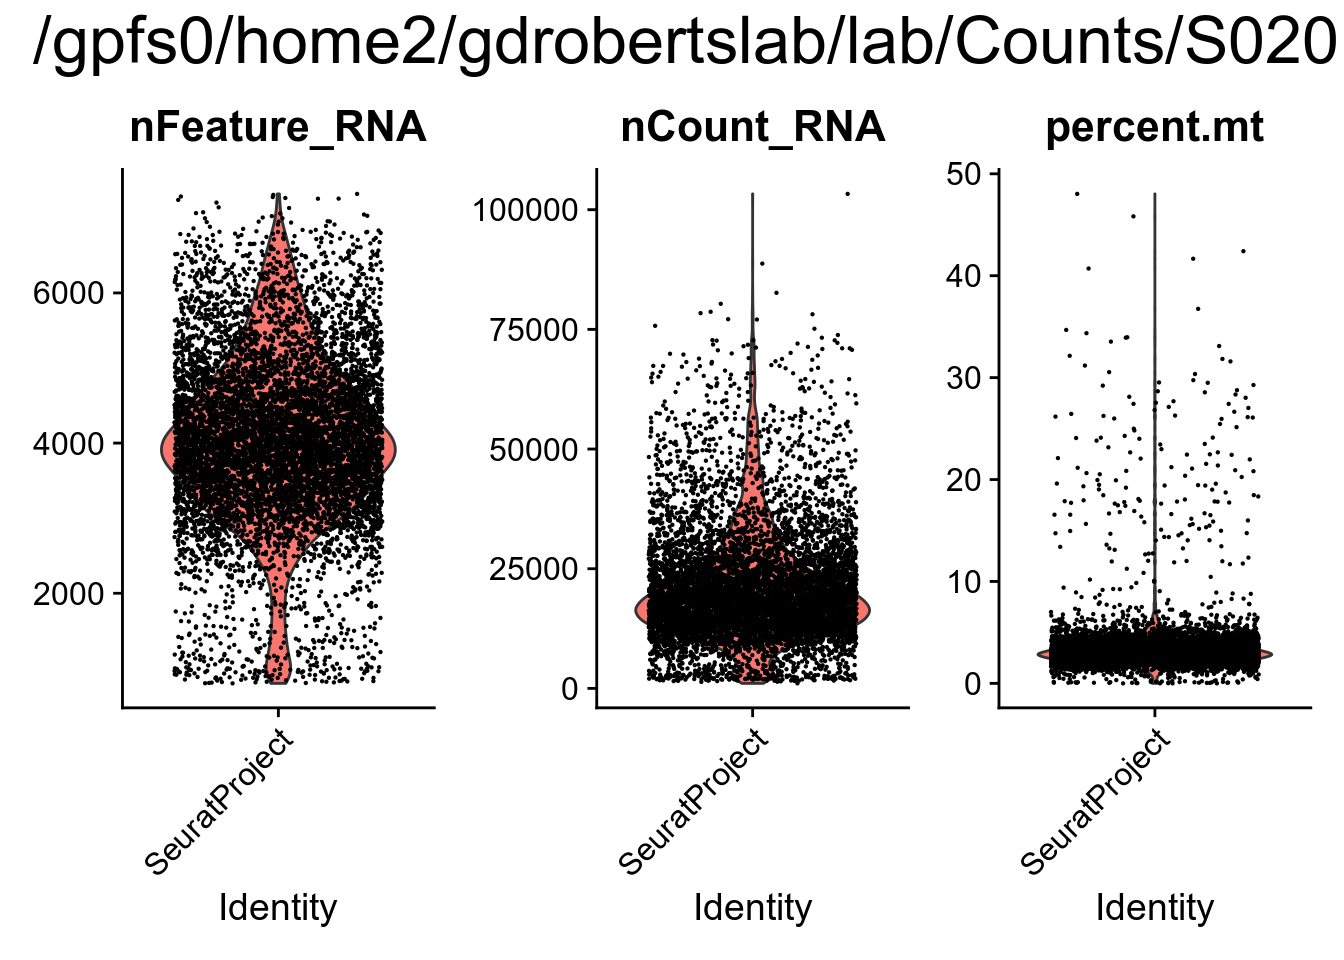 /gpfs0/home2/gdrobertslab/lab/Counts/S020
nFeature_RNA
nCount_RNA
percent.mt
6000
4000
2000
100000
75000
50000
25000
0
50
40
30
20
10
0
SeuratProject
SeuratProject
SeuratProject
Identity
Identity
Identity